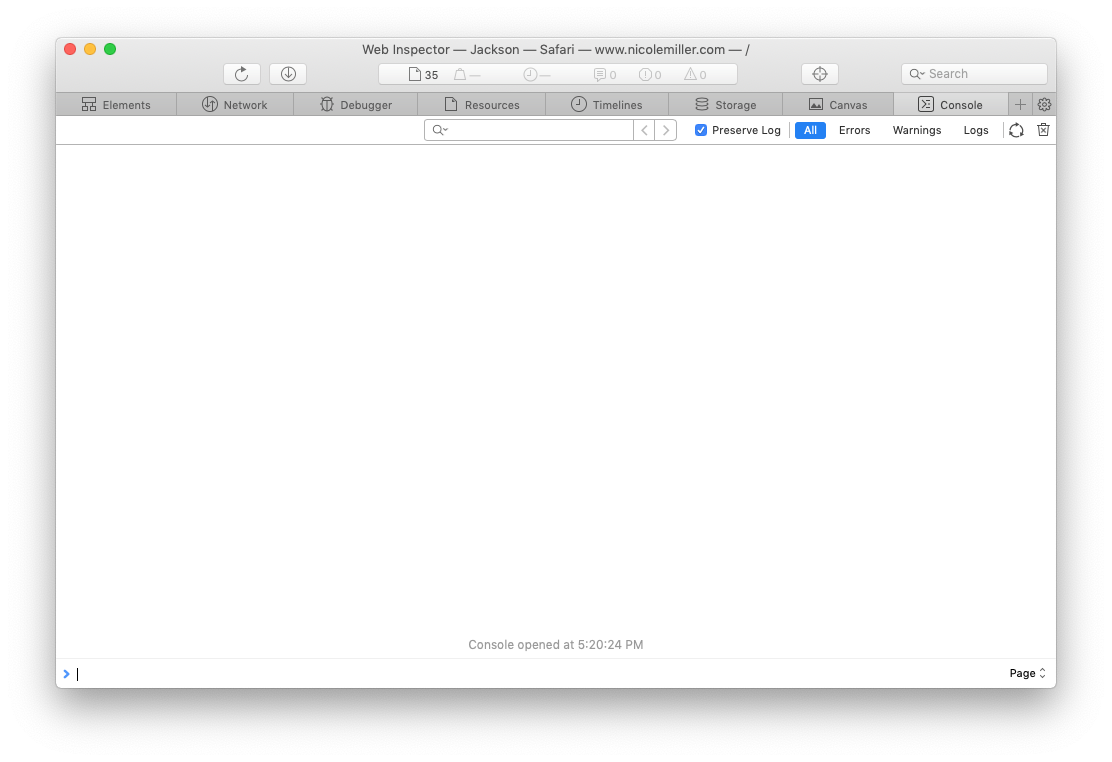 Web Inspector — Jackson — Safari — www.nicolemiller.com — /
35 — — 0 0 0 Search
Elements Network Debugger Resources Timelines Storage Canvas Console
Preserve Log All Errors Warnings Logs
Console opened at 5:20:24 PM
Page